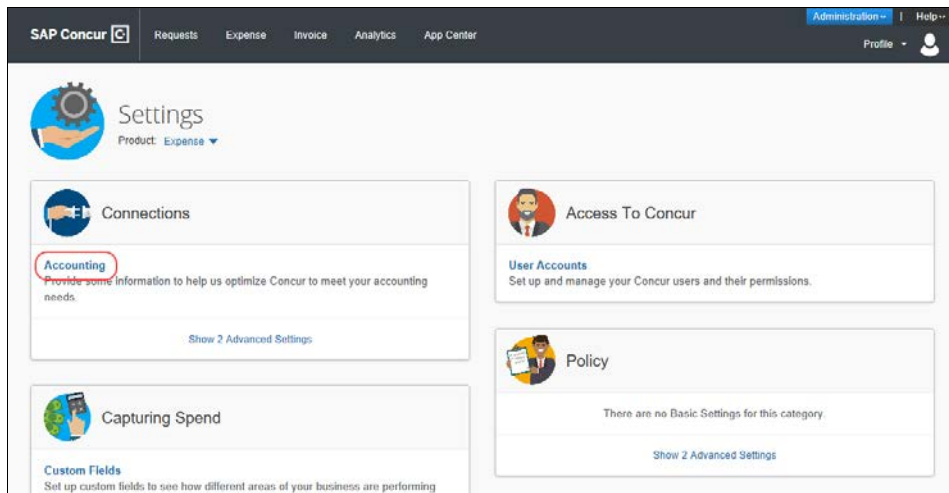 Administration | Help
SAP Concur C Requests Expense Invoice Analytics App Center
Profile
Settings
Product: Expense
Connections
Accounting
Provide some information to help us optimize Concur to meet your accounting
needs.
Show 2 Advanced Settings
Capturing Spend
Custom Fields
Set up custom fields to see how different areas of your business are performing
Access To Concur
User Accounts
Set up and manage your Concur users and their permissions.
Policy
There are no Basic Settings for this category.
Show 2 Advanced Settings